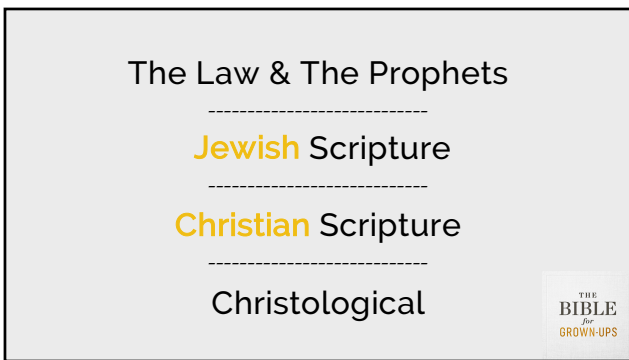 The Law & The Prophets
----------------------------
Jewish Scripture
----------------------------
Christian Scripture
----------------------------
Christological
THE
BIBLE
for
GROWN-UPS